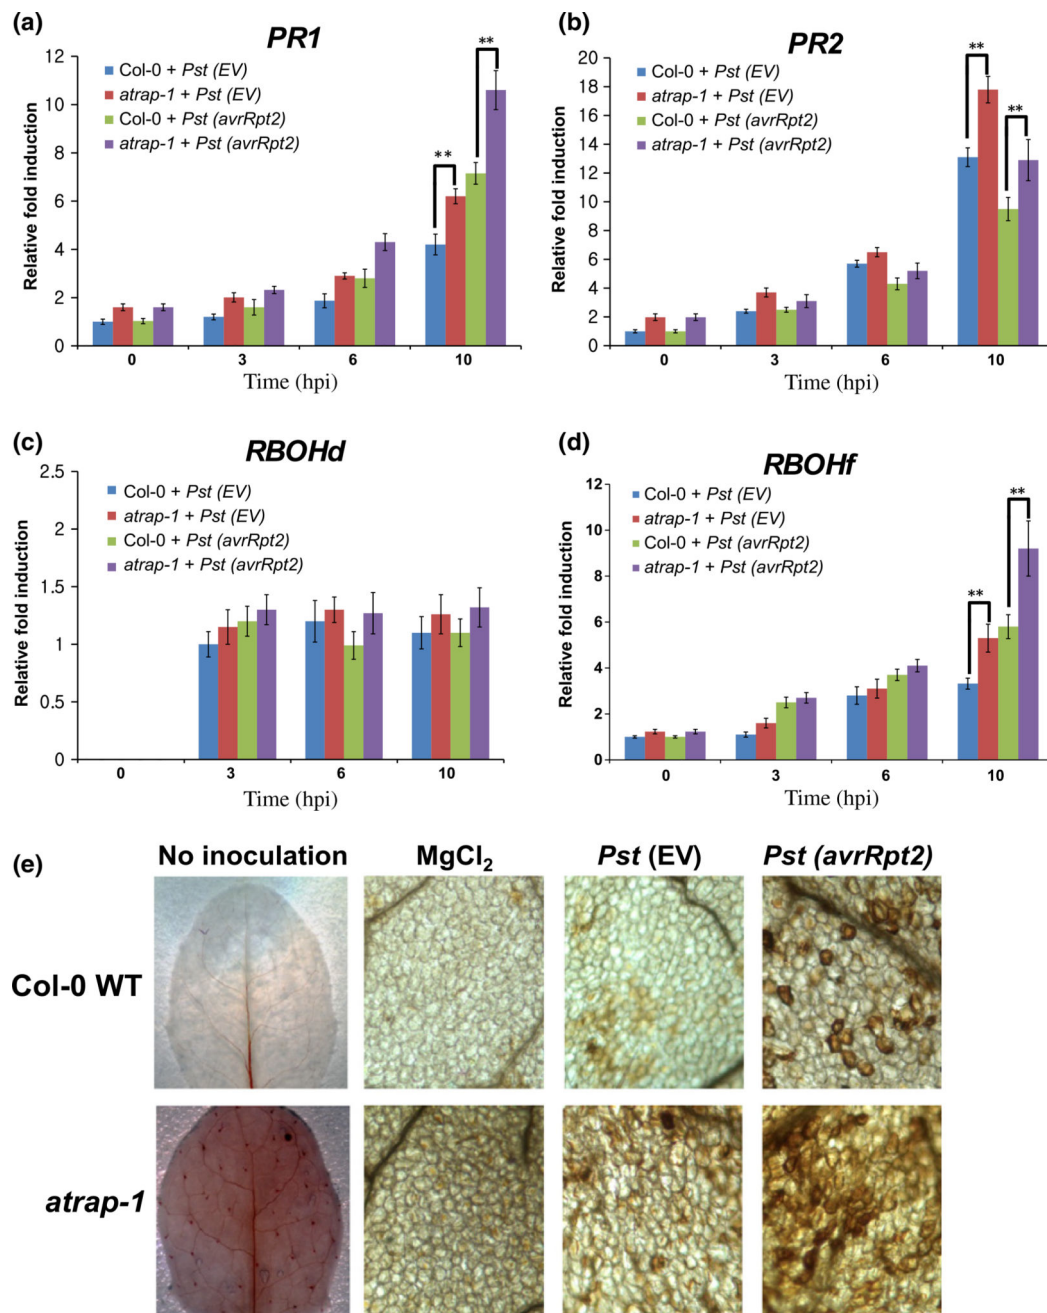 (a)
PR1
12
10
8
6
4
2
0
Relative fold induction
Col-0 + Pst (EV)
atrap-1 + Pst (EV)
Col-0 + Pst (avrRpt2)
atrap-1 + Pst (avrRpt2)
**
**
0 3 6 10
Time (hpi)
(b)
PR2
20
18
16
14
12
10
8
6
4
2
0
Relative fold induction
Col-0 + Pst (EV)
atrap-1 + Pst (EV)
Col-0 + Pst (avrRpt2)
atrap-1 + Pst (avrRpt2)
**
**
0 3 6 10
Time (hpi)
(c)
RBOHd
2.5
2
1.5
1
0.5
0
Relative fold induction
Col-0 + Pst (EV)
atrap-1 + Pst (EV)
Col-0 + Pst (avrRpt2)
atrap-1 + Pst (avrRpt2)
0 3 6 10
Time (hpi)
(d)
RBOHf
12
10
8
6
4
2
0
Relative fold induction
Col-0 + Pst (EV)
atrap-1 + Pst (EV)
Col-0 + Pst (avrRpt2)
atrap-1 + Pst (avrRpt2)
**
**
0 3 6 10
Time (hpi)
(e)
No inoculation MgCl₂ Pst (EV) Pst (avrRpt2)
Col-0 WT
atrap-1